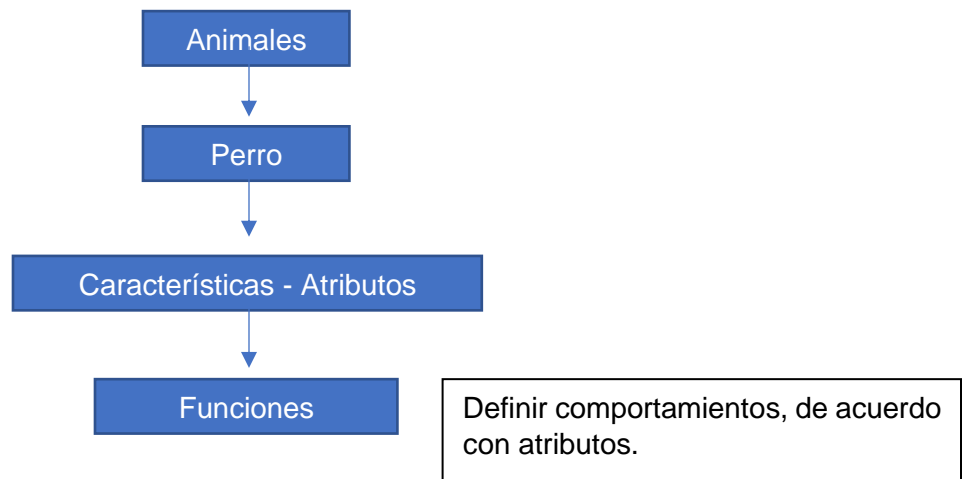 Animales
Perro
Características - Atributos
Funciones
Definir comportamientos, de acuerdo
con atributos.